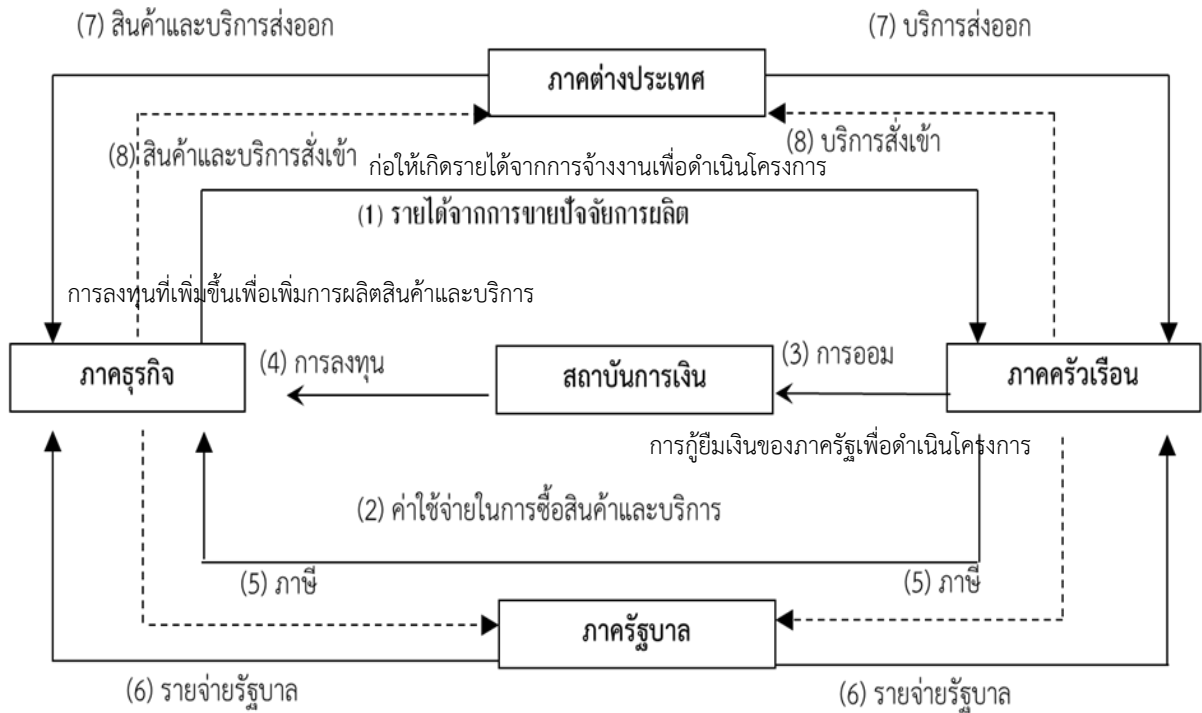 (7) สินค้าและบริการส่งออก
(7) บริการส่งออก
ภาคต่างประเทศ
(8) สินค้าและบริการสั่งเข้า
(8) บริการสั่งเข้า
ก่อให้เกิดรายได้จากการจ้างงานเพื่อดำเนินโครงการ
(1) รายได้จากการขายปัจจัยการผลิต
การลงทุนที่เพิ่มขึ้นเพื่อเพิ่มการผลิตสินค้าและบริการ
ภาคธุรกิจ
(4) การลงทุน
สถาบันการเงิน
(3) การออม
ภาคครัวเรือน
การกู้ยืมเงินของภาครัฐเพื่อดำเนินโครงการ
(2) ค่าใช้จ่ายในการซื้อสินค้าและบริการ
(5) ภาษี
(5) ภาษี
ภาครัฐบาล
(6) รายจ่ายรัฐบาล
(6) รายจ่ายรัฐบาล